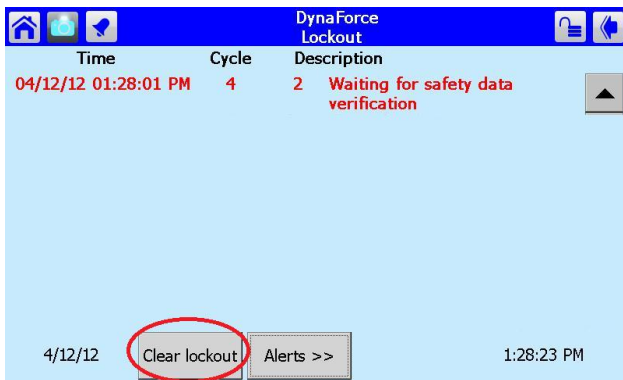 DynaForce
Lockout
Time Cycle Description
04/12/12 01:28:01 PM 4 2 Waiting for safety data
verification
4/12/12 Clear lockout Alerts >> 1:28:23 PM